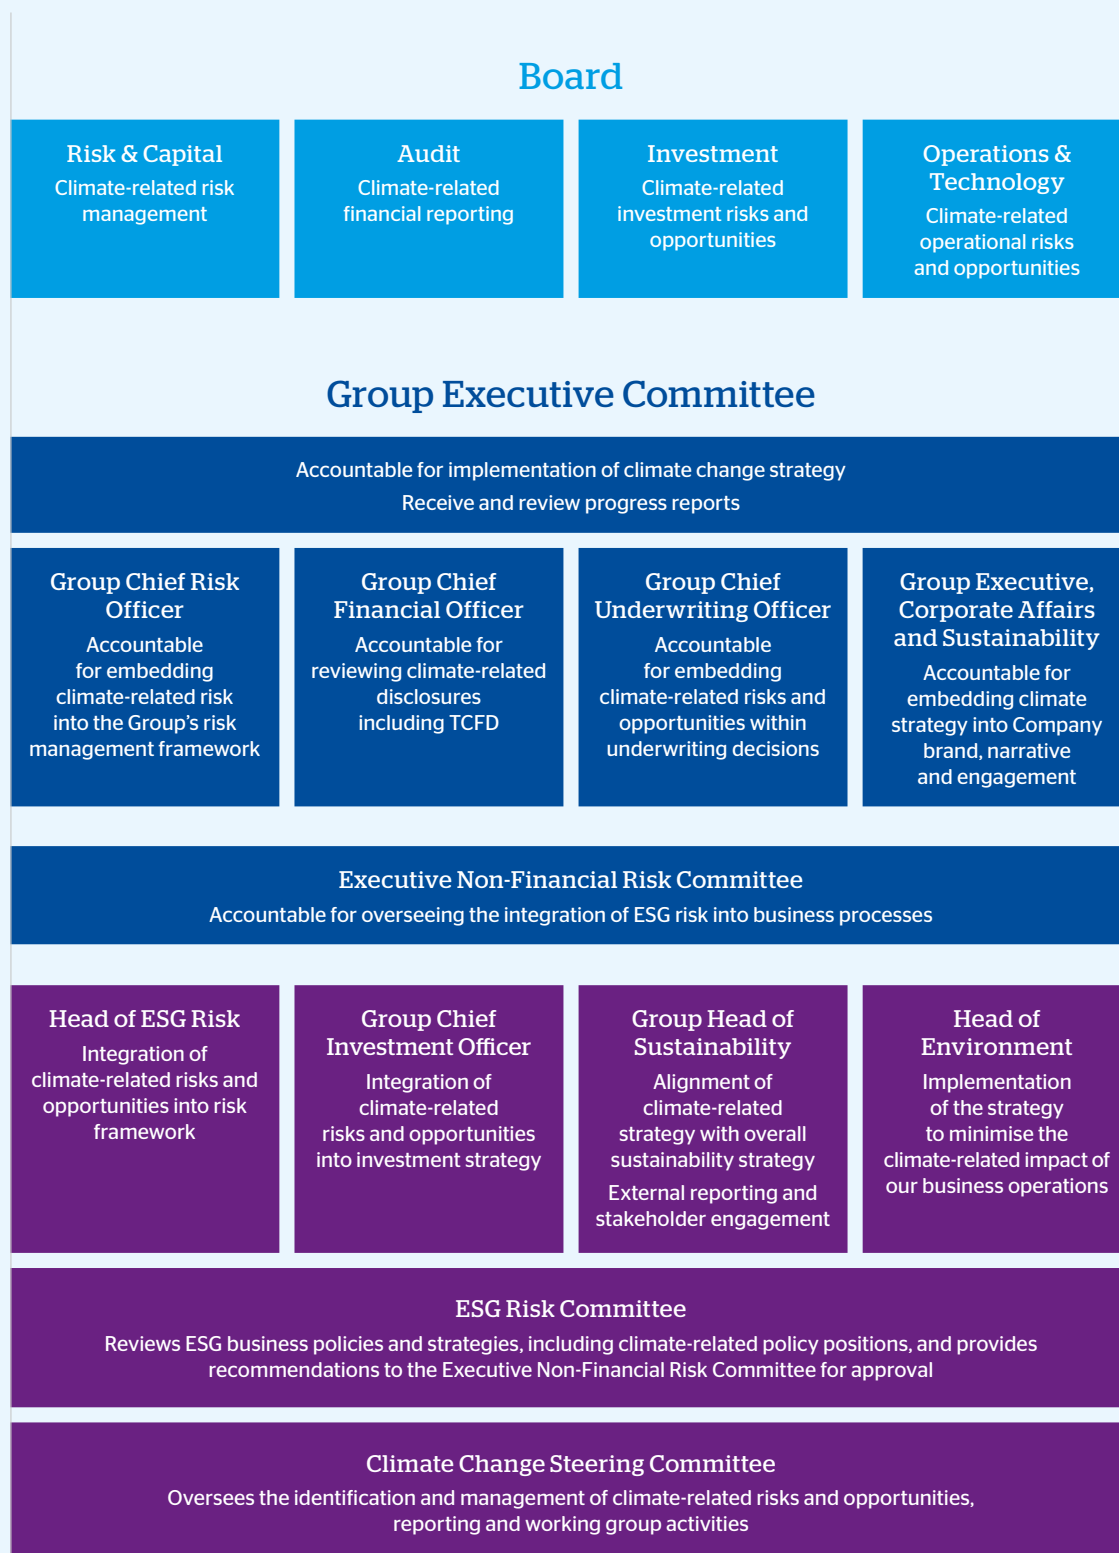 Board
Risk & Capital
Climate-related risk
management
Audit
Climate-related
financial reporting
Investment
Climate-related
investment risks and
opportunities
Operations &
Technology
Climate-related
operational risks
and opportunities
Group Executive Committee
Accountable for implementation of climate change strategy
Receive and review progress reports
Group Chief Risk
Officer
Accountable
for embedding
climate-related risk
into the Group’s risk
management framework
Group Chief
Financial Officer
Accountable for
reviewing climate-related
disclosures
including TCFD
Group Chief
Underwriting Officer
Accountable
for embedding
climate-related risks and
opportunities within
underwriting decisions
Group Executive,
Corporate Affairs
and Sustainability
Accountable for
embedding climate
strategy into Company
brand, narrative
and engagement
Executive Non-Financial Risk Committee
Accountable for overseeing the integration of ESG risk into business processes
Head of ESG Risk
Integration of
climate-related risks and
opportunities into risk
framework
Group Chief
Investment Officer
Integration of
climate-related
risks and opportunities
into investment strategy
Group Head of
Sustainability
Alignment of
climate-related
strategy with overall
sustainability strategy
External reporting and
stakeholder engagement
Head of
Environment
Implementation
of the strategy
to minimise the
climate-related impact of
our business operations
ESG Risk Committee
Reviews ESG business policies and strategies, including climate-related policy positions, and provides
recommendations to the Executive Non-Financial Risk Committee for approval
Climate Change Steering Committee
Oversees the identification and management of climate-related risks and opportunities,
reporting and working group activities